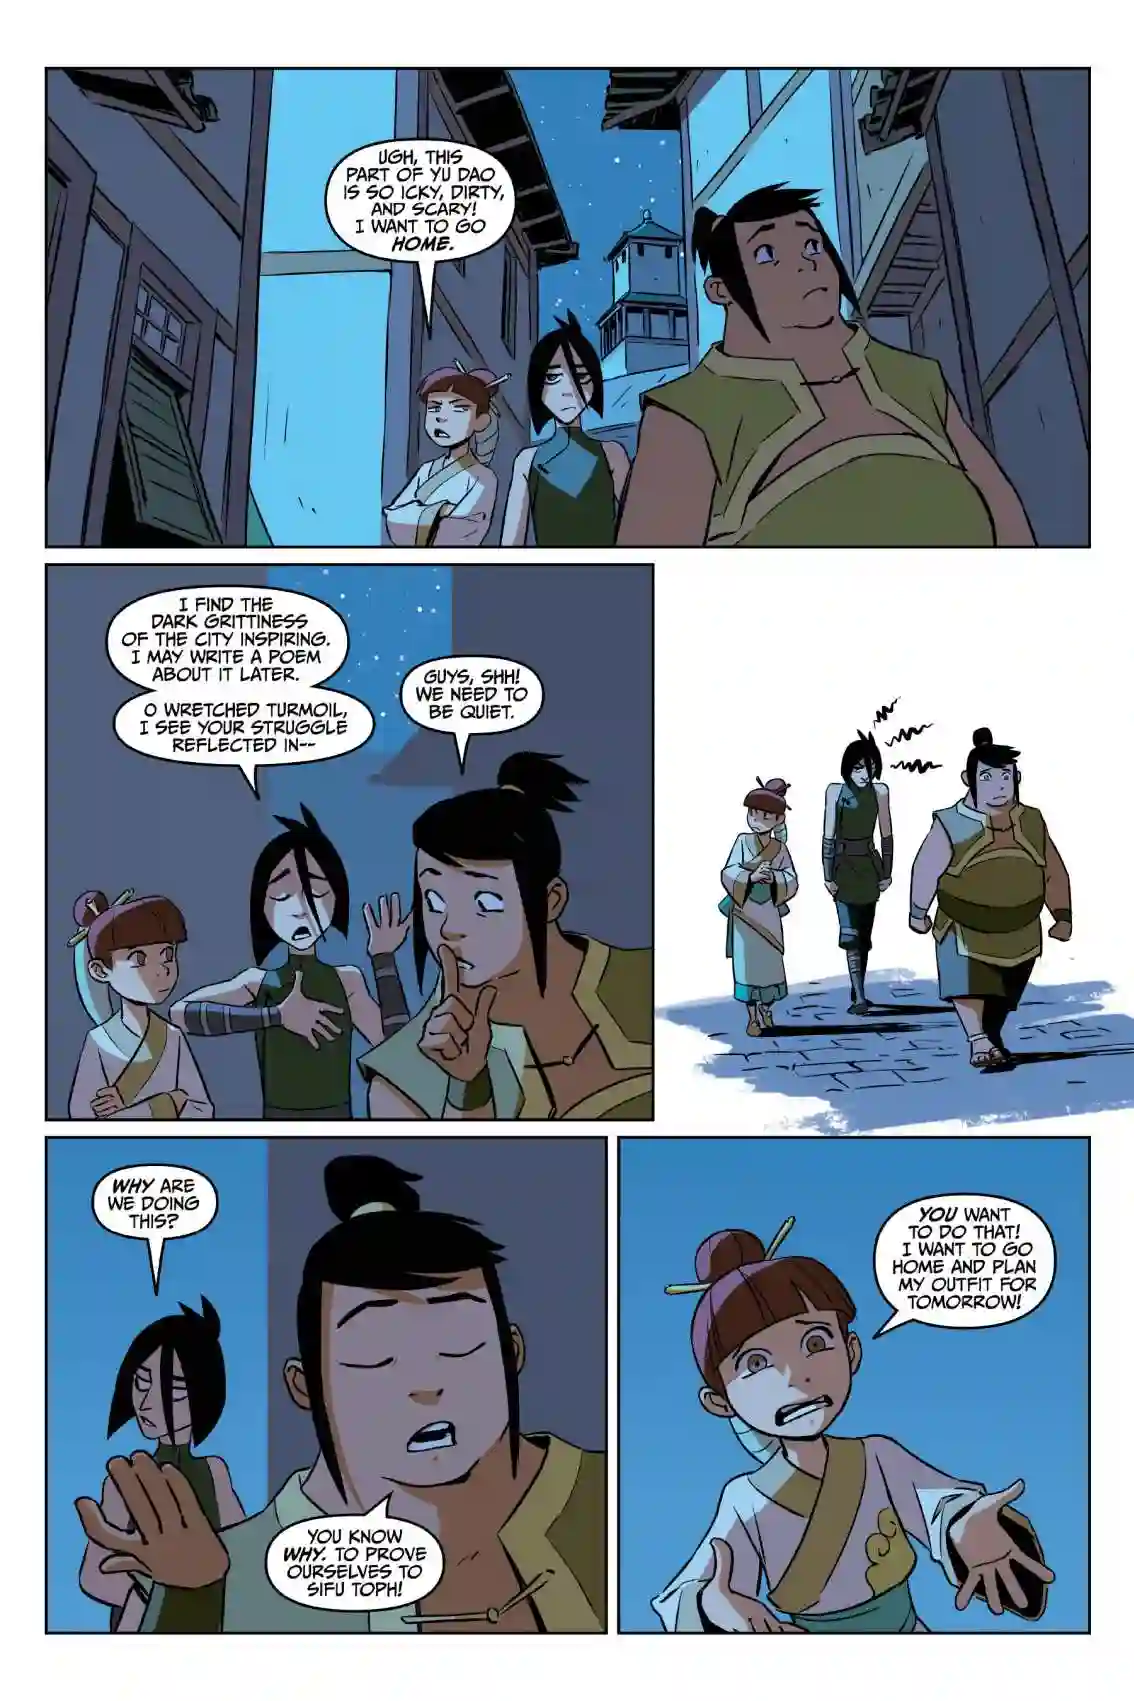 UGH, THIS
PART OF YU DAO
IS SO ICKY, DIRTY,
AND SCARY!
I WANT TO GO
HOME.
I FIND THE
DARK GRITTINESS
OF THE CITY INSPIRING.
I MAY WRITE A POEM
ABOUT IT LATER.
O WRETCHED TURMOIL,
I SEE YOUR STRUGGLE
REFLECTED IN--
GUYS, SHH!
WE NEED TO
BE QUIET.
WHY ARE
WE DOING
THIS?
YOU KNOW
WHY. TO PROVE
OURSELVES TO
SIFU TOPH!
YOU WANT
TO DO THAT!
I WANT TO GO
HOME AND PLAN
MY OUTFIT FOR
TOMORROW!